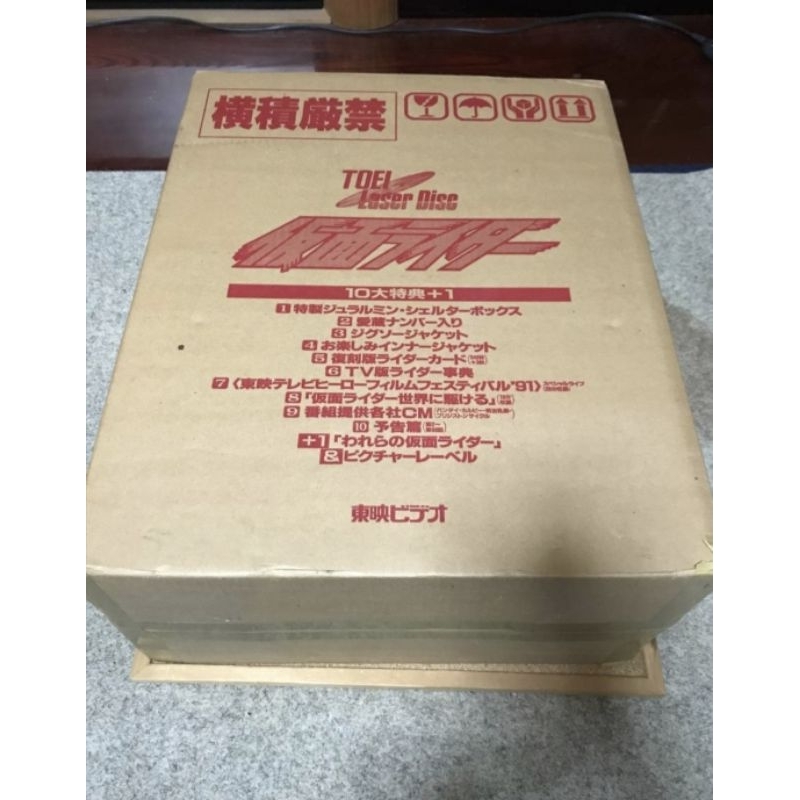 横積厳禁
TOEI
Laser Disc
仮面ライダー
10大特典+1
1 特製ジュラルミン・シェルターボックス
2 愛蔵ナンバー入り
3 ジグソージャケット
4 お楽しみインナージャケット
5 復刻版ライダーカード
6 TV版ライダー事典
7 〈東映テレビヒーローフィルムフェスティバル"91〉
8 「仮面ライダー世界に駆ける」
9 番組提供各社CM
10 予告篇
+1 「われらの仮面ライダー」
& ピクチャーレーベル
東映ビデオ